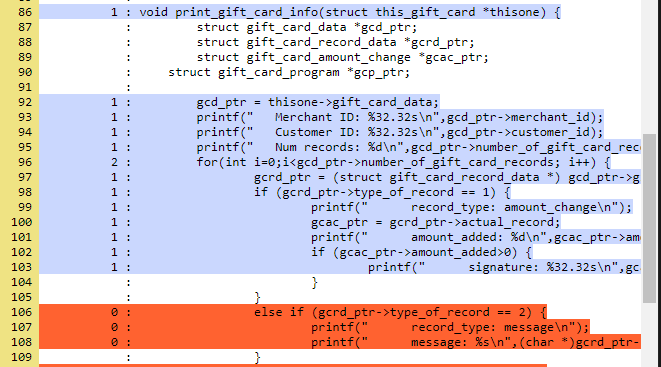 86 1 : void print_gift_card_info(struct this_gift_card *thisone) {
87 : struct gift_card_data *gcd_ptr;
88 : struct gift_card_record_data *gcrd_ptr;
89 : struct gift_card_amount_change *gcac_ptr;
90 : struct gift_card_program *gcp_ptr;
91 :
92 1 : gcd_ptr = thisone->gift_card_data;
93 1 : printf("   Merchant ID: %32.32s\n",gcd_ptr->merchant_id);
94 1 : printf("   Customer ID: %32.32s\n",gcd_ptr->customer_id);
95 1 : printf("   Num records: %d\n",gcd_ptr->number_of_gift_card_rec
96 2 : for(int i=0;i<gcd_ptr->number_of_gift_card_records; i++) {
97 1 : gcrd_ptr = (struct gift_card_record_data *) gcd_ptr->g
98 1 : if (gcrd_ptr->type_of_record == 1) {
99 1 : printf("      record_type: amount_change\n");
100 1 : gcac_ptr = gcrd_ptr->actual_record;
101 1 : printf("      amount_added: %d\n",gcac_ptr->am
102 1 : if (gcac_ptr->amount_added>0) {
103 1 : printf("      signature: %32.32s\n",gc
104 : }
105 : }
106 0 : else if (gcrd_ptr->type_of_record == 2) {
107 0 : printf("      record_type: message\n");
108 0 : printf("      message: %s\n",(char *)gcrd_ptr-
109 : }